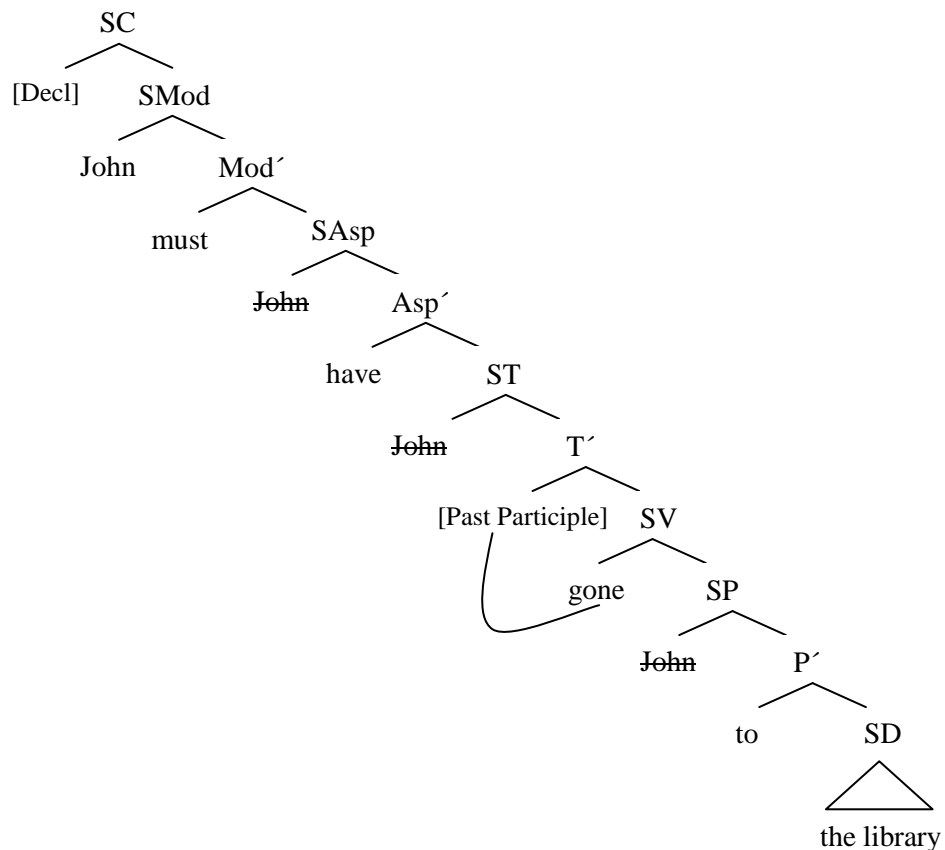 SC
[Decl] SMod
John Mod´
must SAsp
John Asp´
have ST
John T´
[Past Participle] SV
gone SP
John P´
to SD
the library